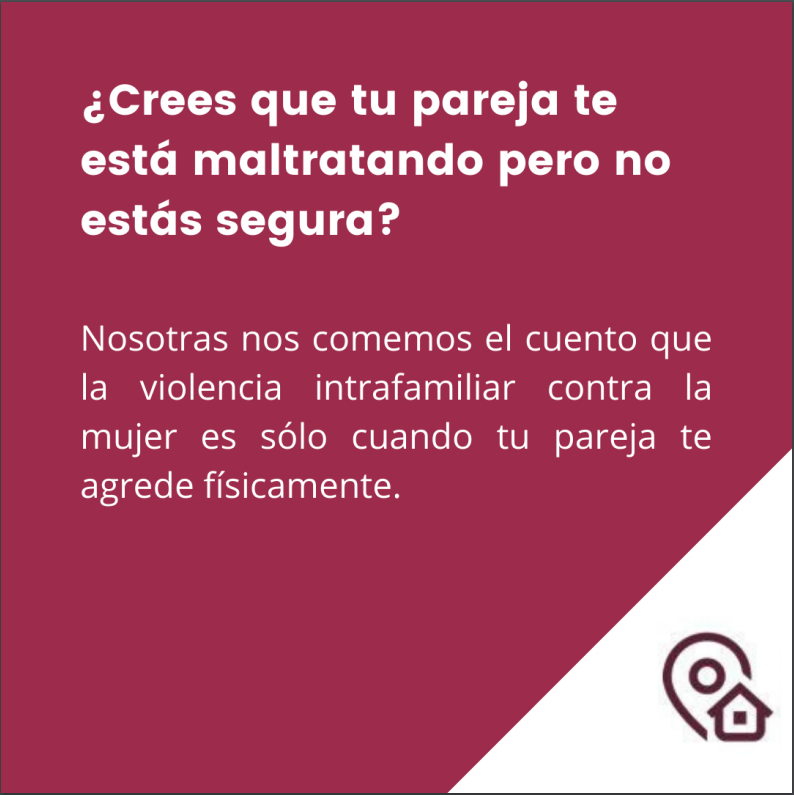 ¿Crees que tu pareja te
está maltratando pero no
estás segura?
Nosotras nos comemos el cuento que
la violencia intrafamiliar contra la
mujer es sólo cuando tu pareja te
agrede físicamente.